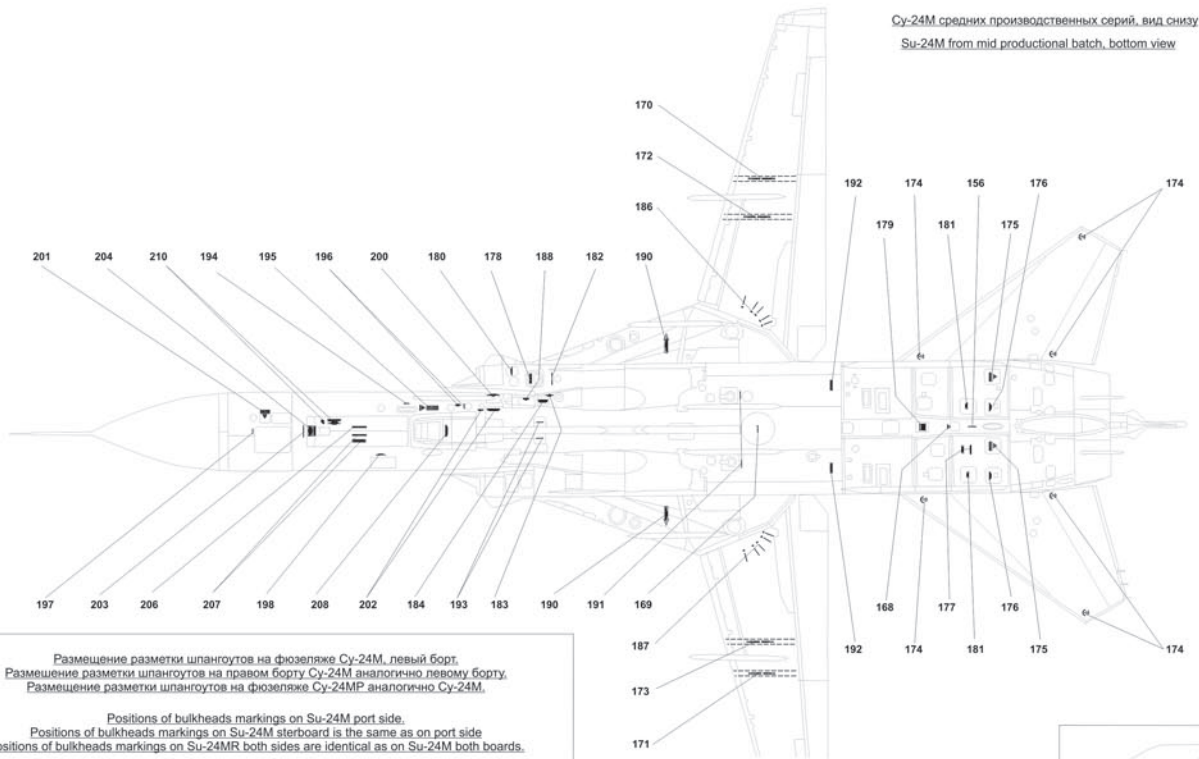 Су-24М средних производственных серий, вид снизу
Su-24M from mid productional batch, bottom view
170
172
192 174 156 176 174
186
179 181 175
201 204 210 194 195 196 200 180 178 188 182 190
197 203 206 207 198 208 202 184 193 183 190 191 169
168 177 176
187
192 174 181 175 174
173
171
Размещение разметки шпангоутов на фюзеляже Су-24М, левый борт.
Размещение разметки шпангоутов на правом борту Су-24М аналогично левому борту.
Размещение разметки шпангоутов на фюзеляже Су-24МР аналогично Су-24М.
Positions of bulkheads markings on Su-24M port side.
Positions of bulkheads markings on Su-24M sterboard is the same as on port side
ositions of bulkheads markings on Su-24MR both sides are identical as on Su-24M both boards.